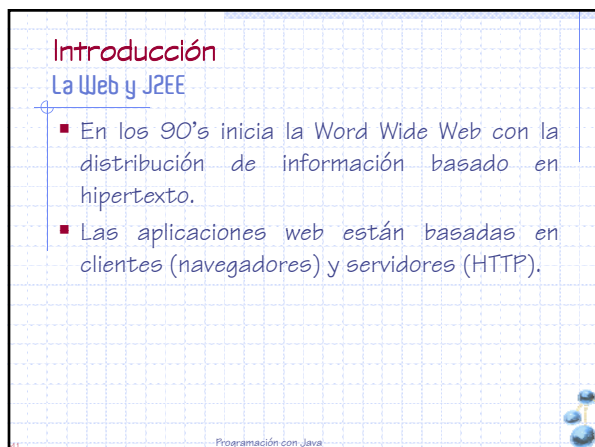 Introducción
La Web y J2EE
En los 90's inicia la Word Wide Web con la
distribución de información basado en
hipertexto.
Las aplicaciones web están basadas en
clientes (navegadores) y servidores (HTTP).
Programación con Java